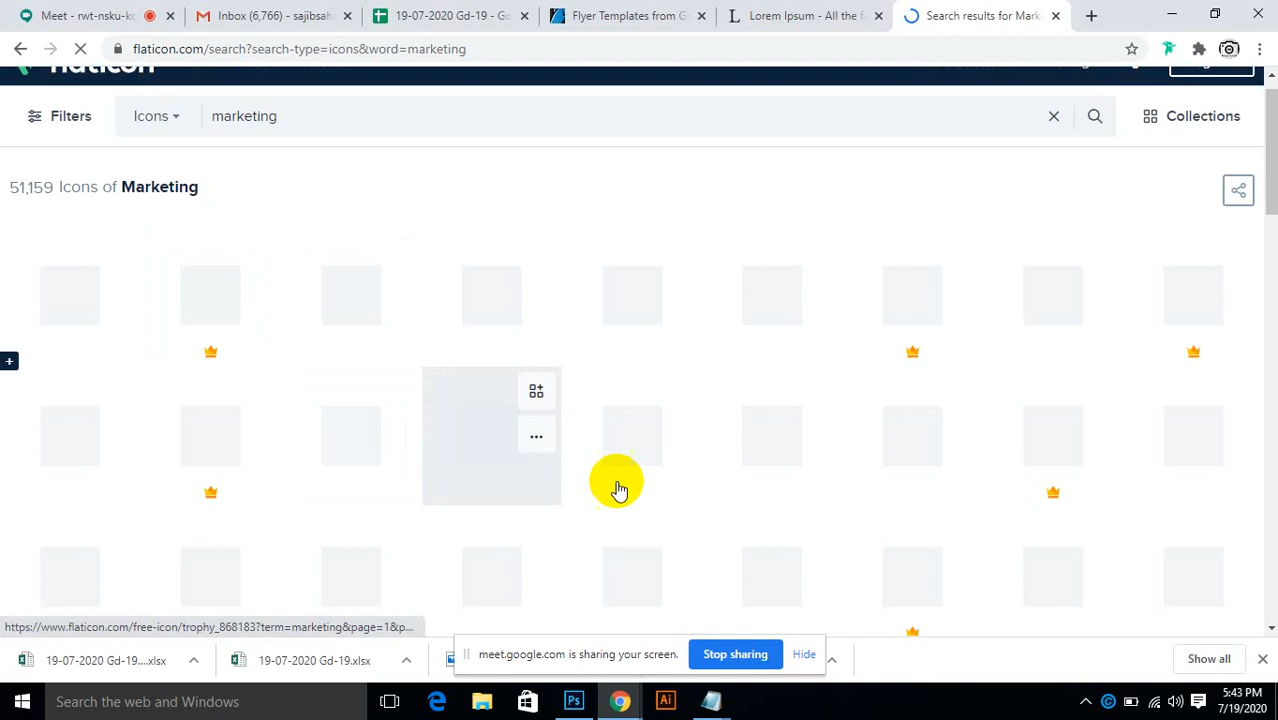 Meet - rwt-nsku-k
Inbox (6,766) - sajibsah
19-07-2020 Gd-19 - Go
Flyer Templates from Gr
Lorem Ipsum - All the f
Search results for Mark
flaticon.com/search?search-type=icons&word=marketing
flaticon
Filters
Icons
marketing
Collections
51,159 Icons of Marketing
https://www.flaticon.com/free-icon/trophy_868183?term=marketing&page=1&p...
19-07-2020 Gd-19....xlsx
19-07-2020 Gd-19.xlsx
meet.google.com is sharing your screen.
Stop sharing
Hide
Show all
Search the web and Windows
Ps
Ai
5:43 PM
7/19/2020